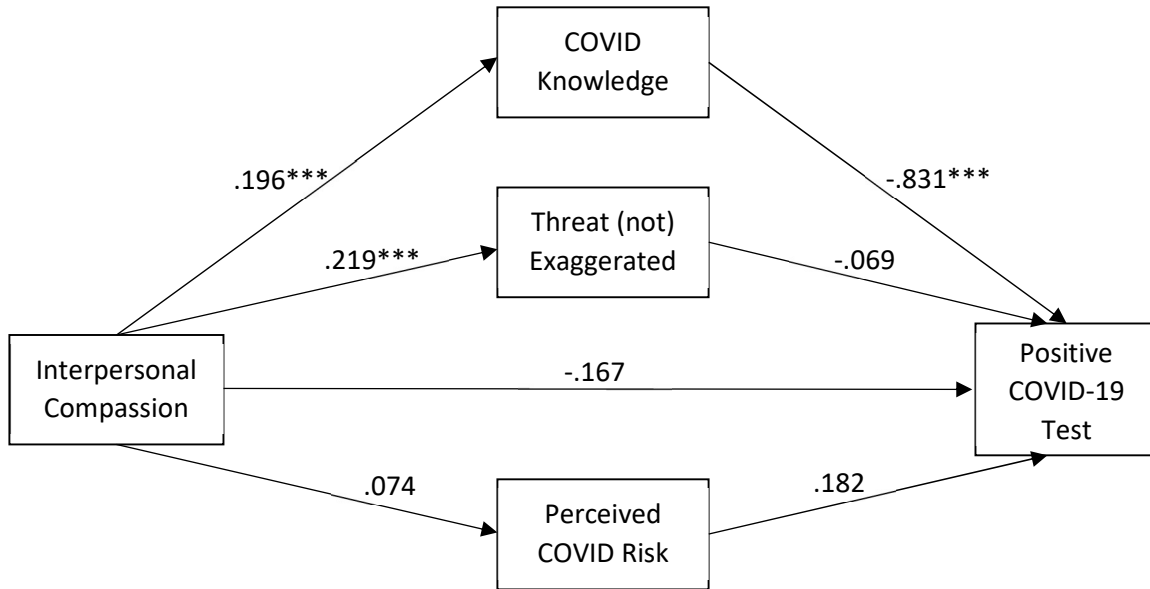 COVID
Knowledge
.196***
-.831***
Threat (not)
Exaggerated
.219***
-.069
Interpersonal
Compassion
-.167
Positive
COVID-19
Test
.074
.182
Perceived
COVID Risk